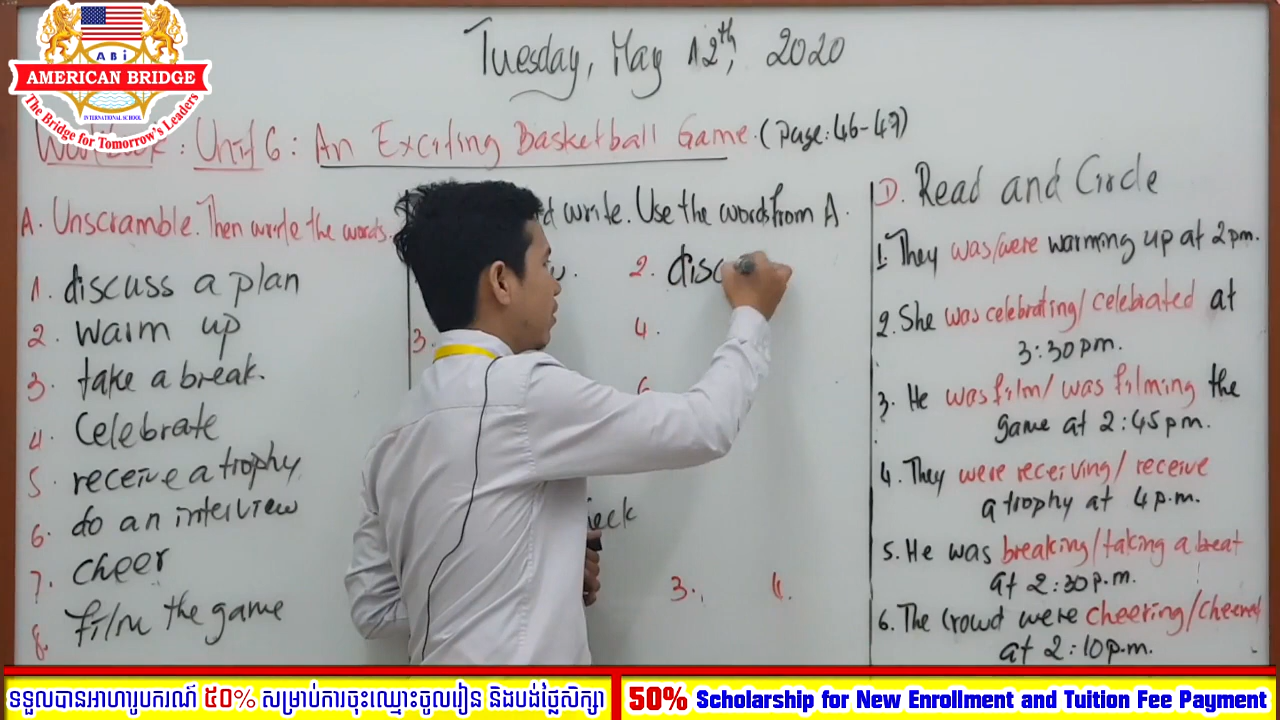 ABi
AMERICAN BRIDGE
INTERNATIONAL SCHOOL
The Bridge for Tomorrow's Leaders
Tuesday, May 12th, 2020
Workbook : Unit 6 : An Exciting Basketball Game. (page: 46-49)
A. Unscramble. Then write the words.
1. discuss a plan
2. warm up
3. take a break.
4. Celebrate
5. receive a trophy
6. do an interview
7. cheer
8. film the game
write. Use the words from A.
2. disc
3.
4.
3.
4.
D. Read and Circle
1. They was/were warming up at 2pm.
2. She was celebrating/celebrated at
3:30pm.
3. He was film/was filming the
game at 2:45pm.
4. They were receiving/receive
a trophy at 4p.m.
5. He was breaking/taking a breat
at 2:30p.m.
6. The crowd were cheering/cheered
at 2:10p.m.
ទទួលបានអាហារូបករណ៍ ៥០% សម្រាប់ការចុះឈ្មោះចូលរៀន និងបង់ថ្លៃសិក្សា
50% Scholarship for New Enrollment and Tuition Fee Payment